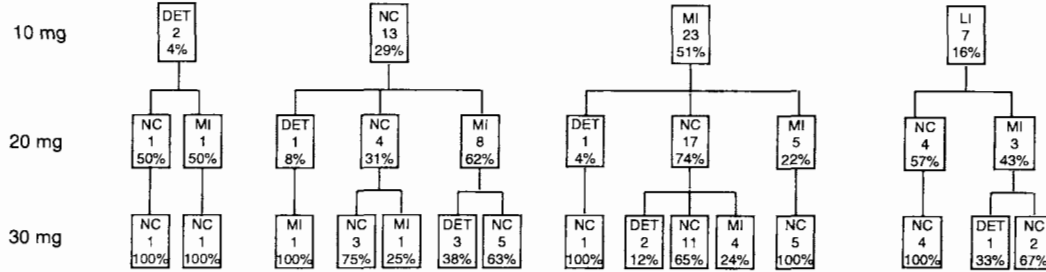 10 mg
DET NC MI LI
2 13 23 7
4% 29% 51% 16%
20 mg
NC MI DET NC MI DET NC MI NC MI
1 1 1 4 8 1 17 5 4 3
50% 50% 8% 31% 62% 4% 74% 22% 57% 43%
30 mg
NC NC MI NC MI DET NC NC DET NC MI NC NC DET NC
1 1 1 3 1 3 5 1 2 11 4 5 4 1 2
100% 100% 100% 75% 25% 38% 63% 100% 12% 65% 24% 100% 100% 33% 67%